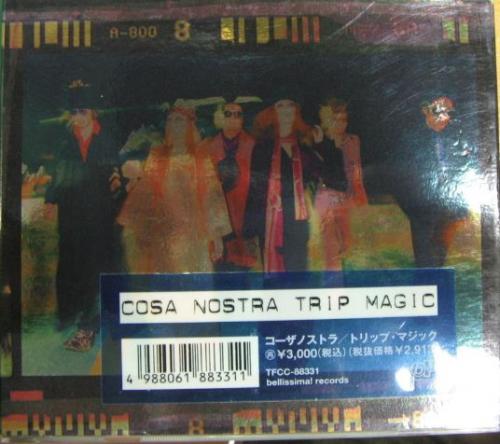 A-800 8
COSA NOSTRA TRIP MAGIC
コーザノストラ/トリップ・マジック
¥3,000(税込)(税抜価格¥2,913
TFCC-88331
bellissima! records
4 988061 883311
8